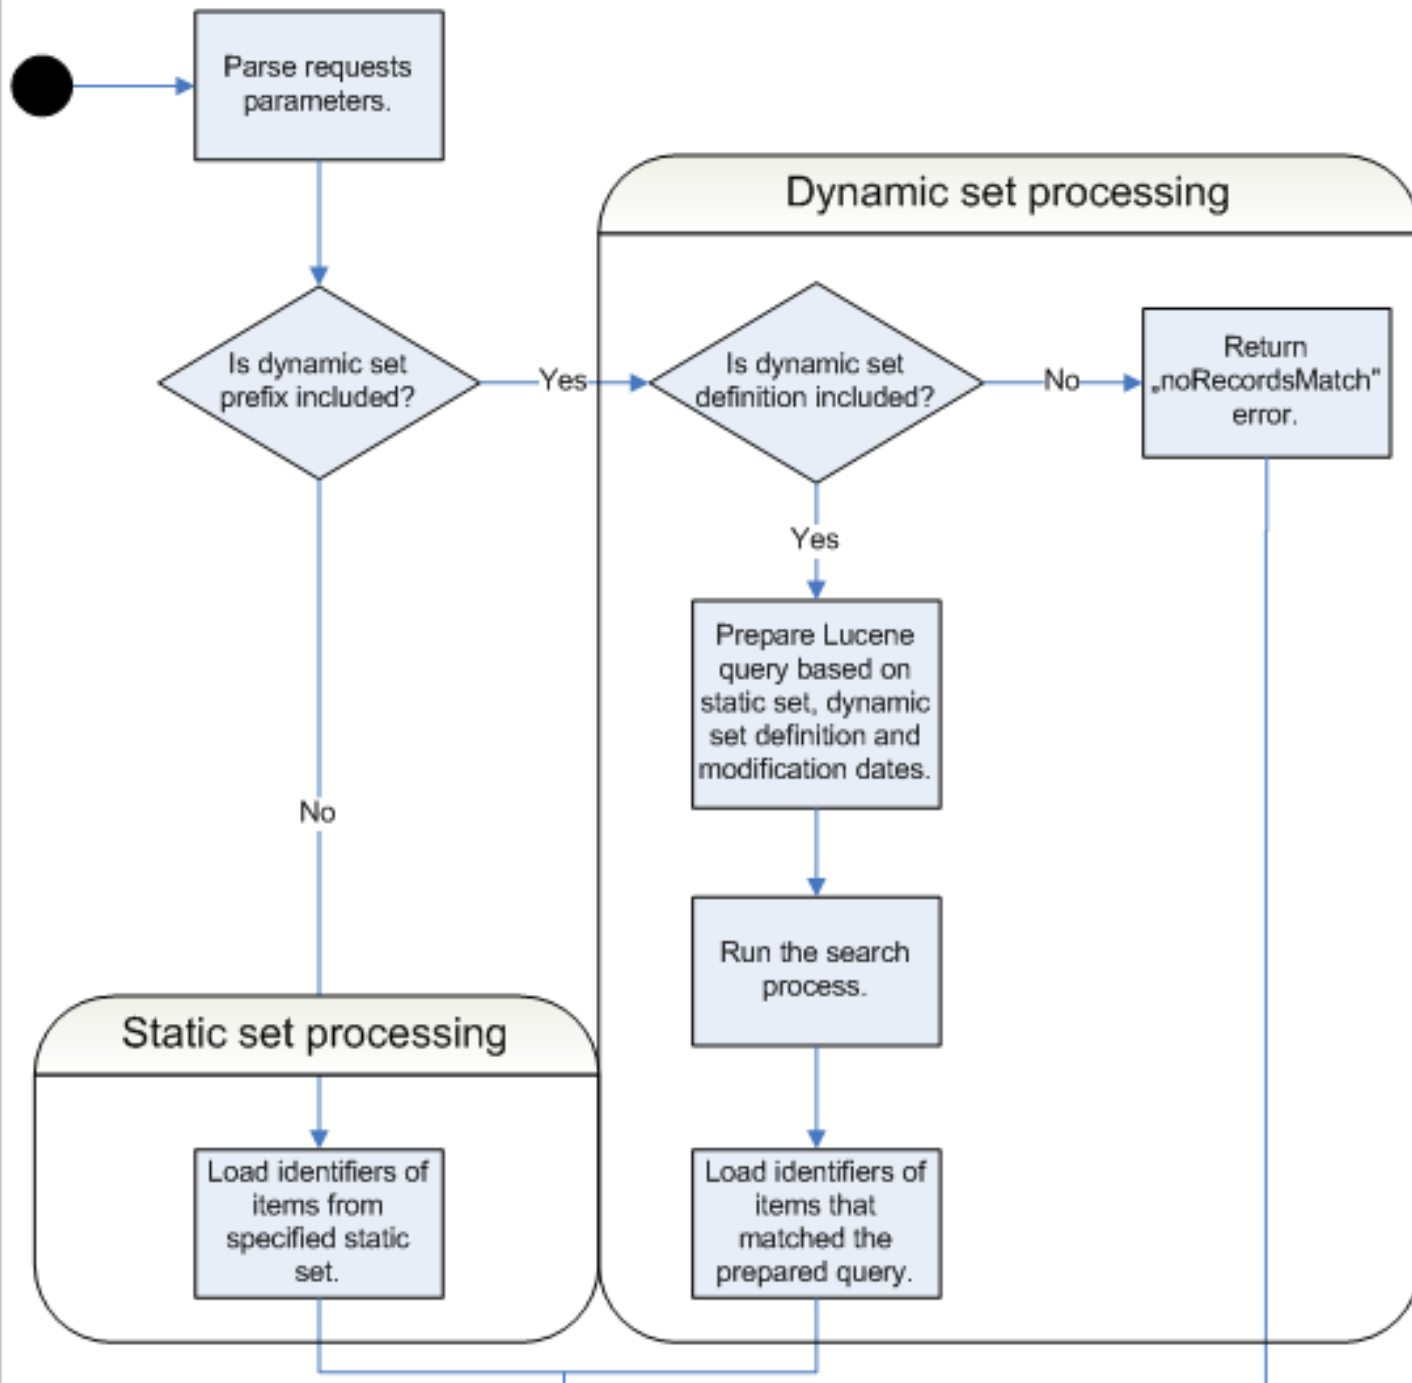 Parse requests
parameters.
Dynamic set processing
Is dynamic set
prefix included?
Yes
Is dynamic set
definition included?
No
Return
„noRecordsMatch"
error.
Yes
Prepare Lucene
query based on
static set, dynamic
set definition and
modification dates.
No
Run the search
process.
Static set processing
Load identifiers of
items from
specified static
set.
Load identifiers of
items that
matched the
prepared query.